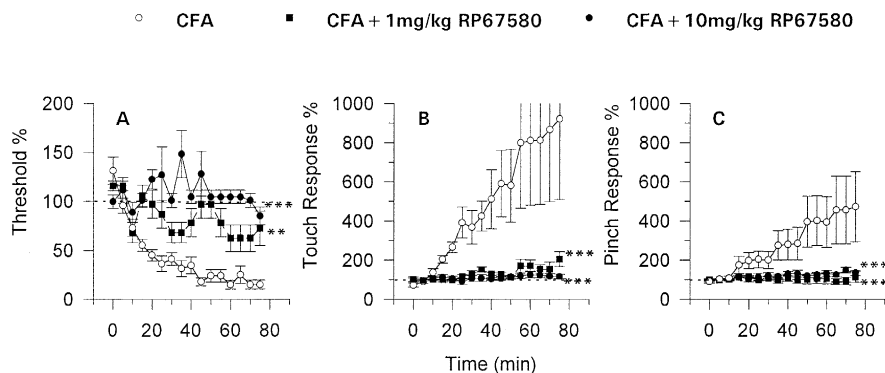 ○ CFA ■ CFA + 1mg/kg RP67580 ● CFA + 10mg/kg RP67580
A
Threshold %
200
150
100
50
0
0 20 40 60 80
***
**
B
Touch Response %
1000
800
600
400
200
0
0 20 40 60 80
***
***
C
Pinch Response %
1000
800
600
400
200
0
0 20 40 60 80
***
***
Time (min)